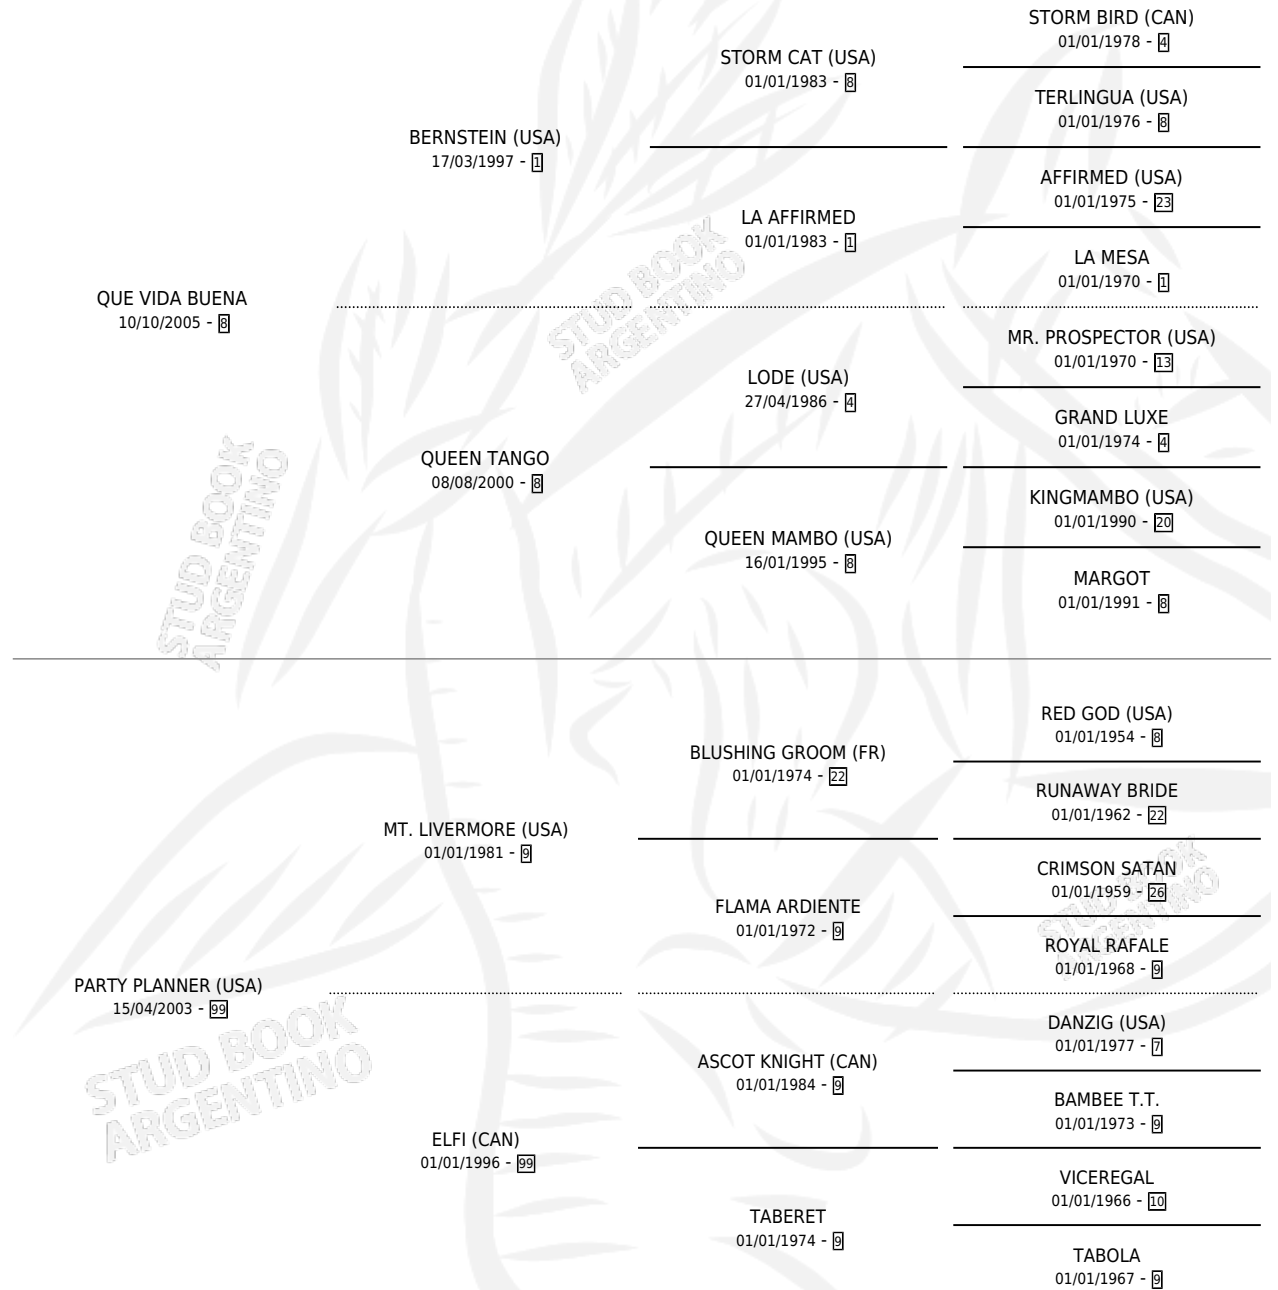 STORM BIRD (CAN)
01/01/1978 - 4
STORM CAT (USA)
01/01/1983 - 8
TERLINGUA (USA)
01/01/1976 - 8
BERNSTEIN (USA)
17/03/1997 - 1
AFFIRMED (USA)
01/01/1975 - 23
LA AFFIRMED
01/01/1983 - 1
LA MESA
01/01/1970 - 1
QUE VIDA BUENA
10/10/2005 - 8
MR. PROSPECTOR (USA)
01/01/1970 - 13
LODE (USA)
27/04/1986 - 4
GRAND LUXE
01/01/1974 - 4
QUEEN TANGO
08/08/2000 - 8
KINGMAMBO (USA)
01/01/1990 - 20
QUEEN MAMBO (USA)
16/01/1995 - 8
MARGOT
01/01/1991 - 8
RED GOD (USA)
01/01/1954 - 8
BLUSHING GROOM (FR)
01/01/1974 - 22
RUNAWAY BRIDE
01/01/1962 - 22
MT. LIVERMORE (USA)
01/01/1981 - 9
CRIMSON SATAN
01/01/1959 - 26
FLAMA ARDIENTE
01/01/1972 - 9
ROYAL RAFALE
01/01/1968 - 9
PARTY PLANNER (USA)
15/04/2003 - 99
DANZIG (USA)
01/01/1977 - 7
ASCOT KNIGHT (CAN)
01/01/1984 - 9
BAMBEE T.T.
01/01/1973 - 9
ELFI (CAN)
01/01/1996 - 99
VICEREGAL
01/01/1966 - 10
TABERET
01/01/1974 - 9
TABOLA
01/01/1967 - 9
STUD BOOK
ARGENTINO
STUD BOOK
ARGENTINO
STUD BOOK
ARGENTINO
STUD BOOK
ARGENTINO